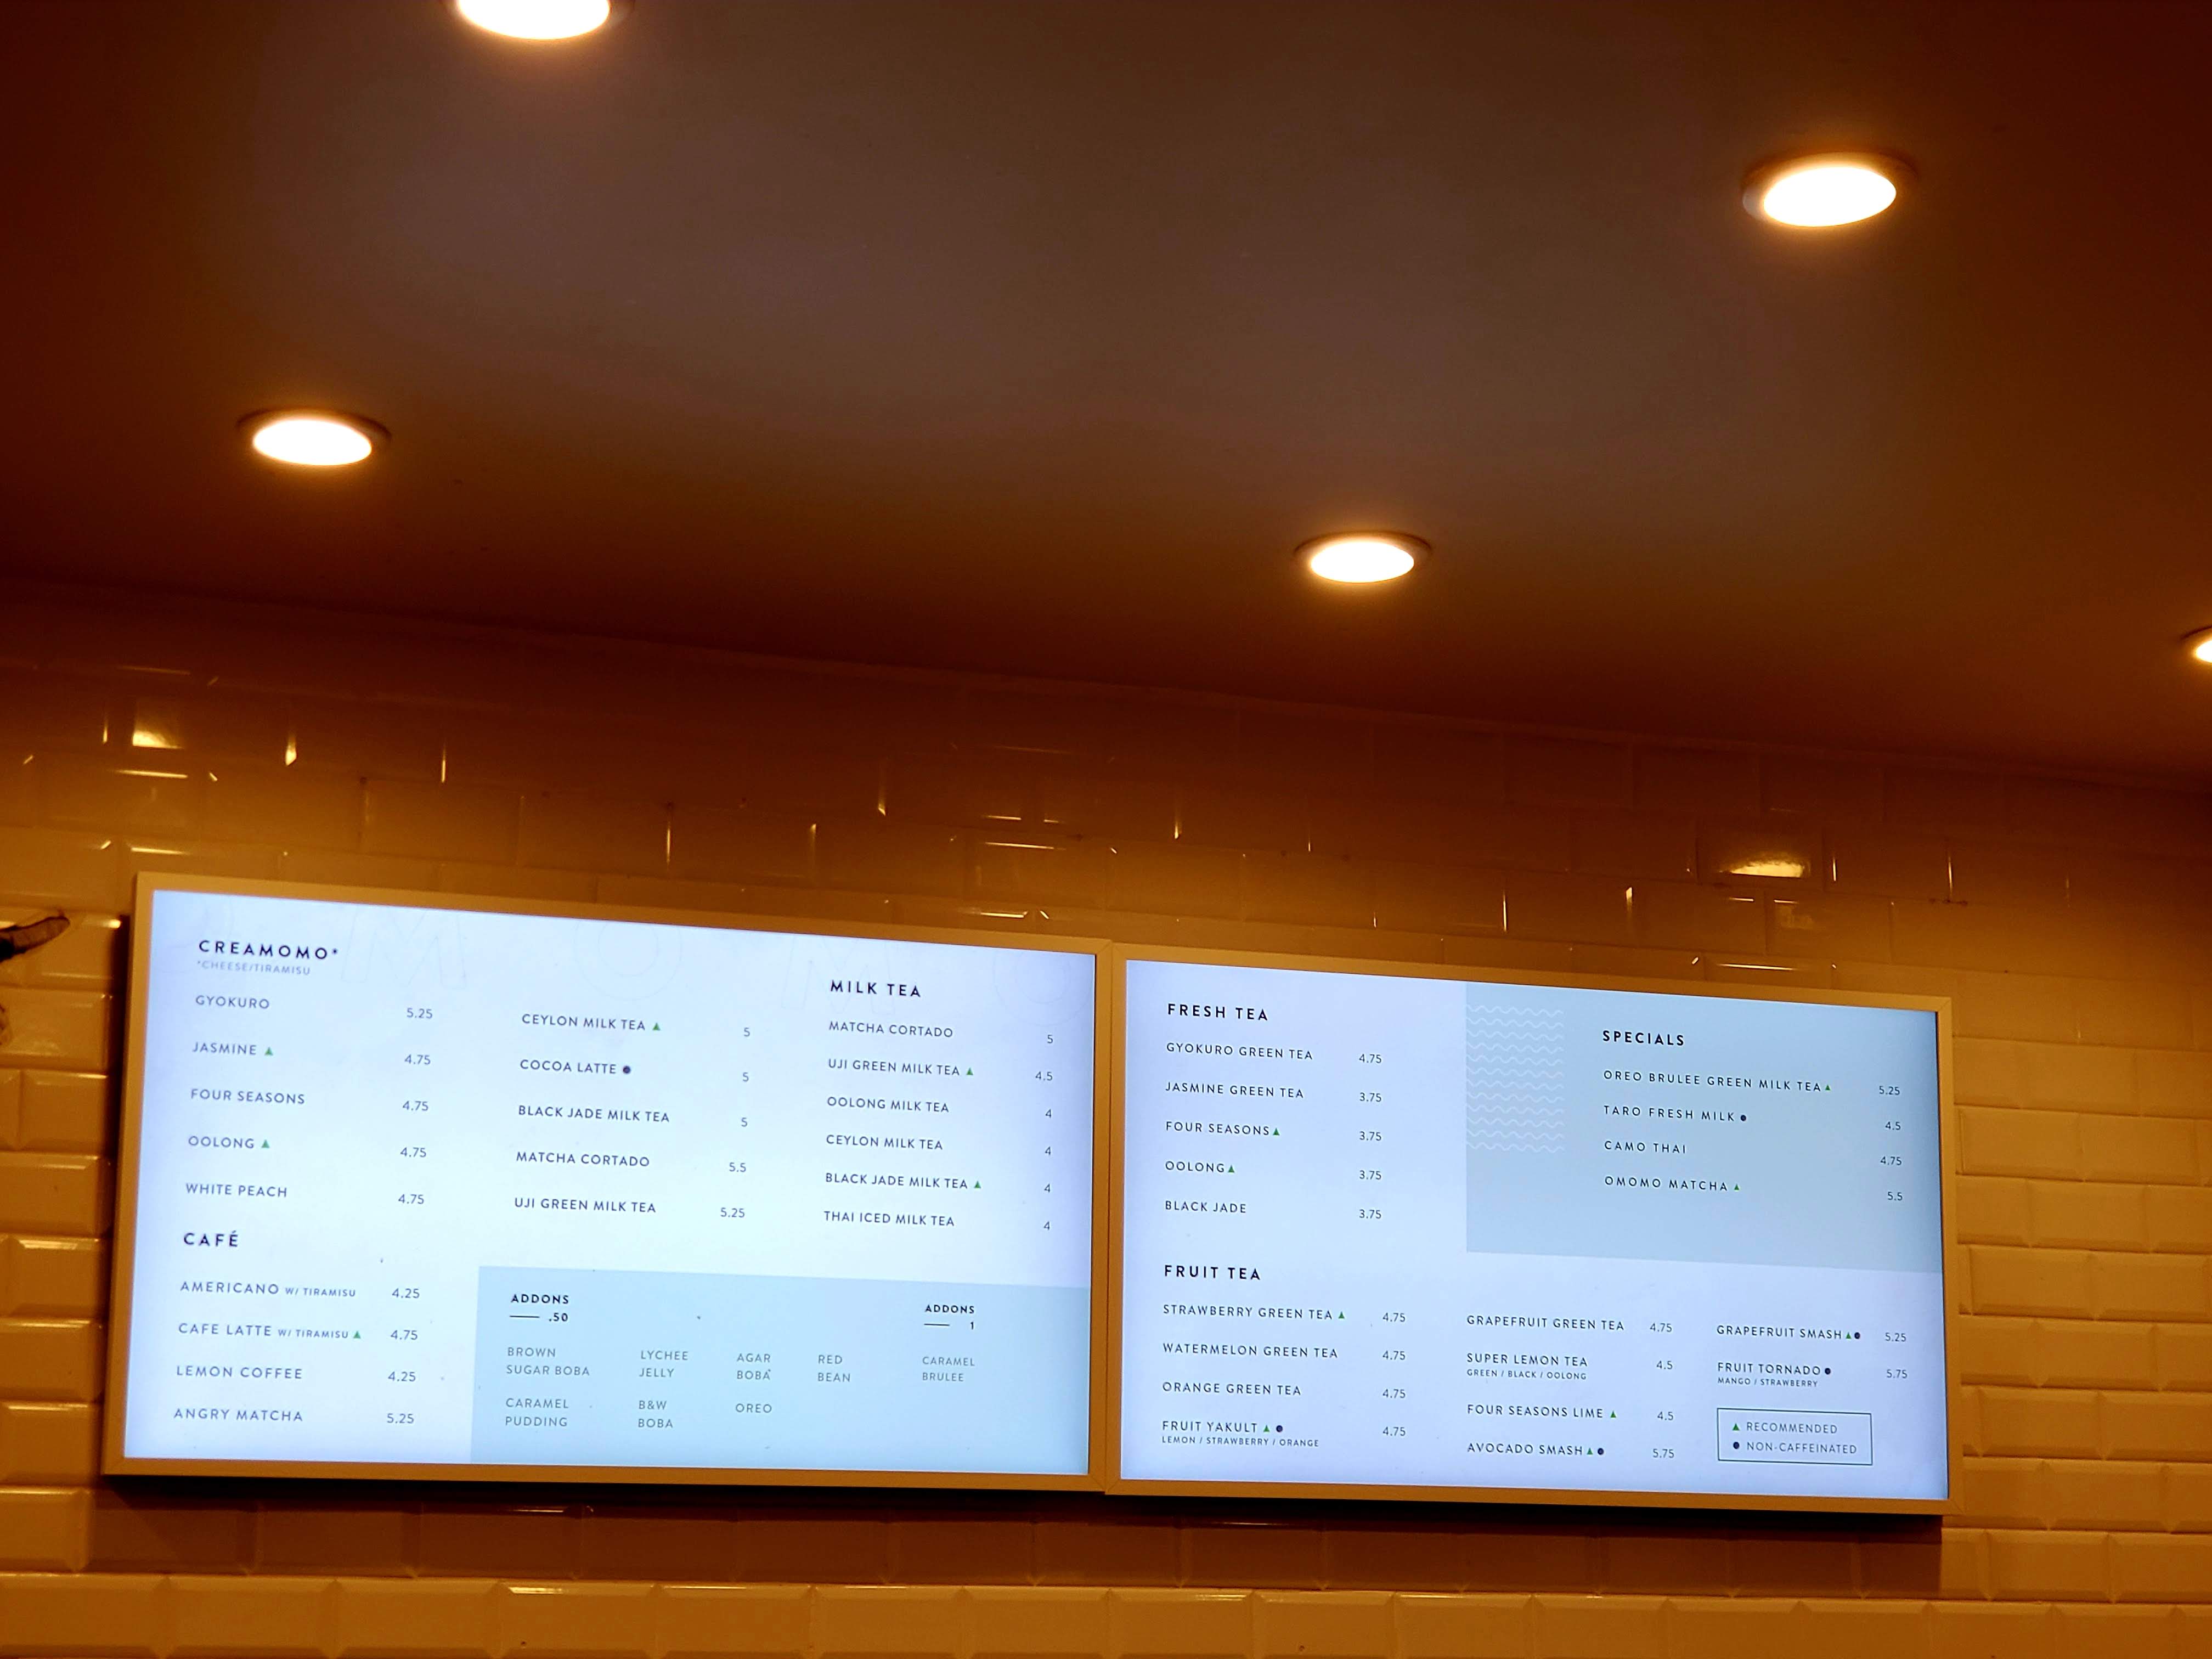 CREAMOMO*
*CHEESE/TIRAMISU
GYOKURO 5.25
JASMINE ▲ 4.75
FOUR SEASONS 4.75
OOLONG ▲ 4.75
WHITE PEACH 4.75
CEYLON MILK TEA ▲ 5
COCOA LATTE ● 5
BLACK JADE MILK TEA 5
MATCHA CORTADO 5.5
UJI GREEN MILK TEA 5.25
MILK TEA
MATCHA CORTADO 5
UJI GREEN MILK TEA ▲ 4.5
OOLONG MILK TEA 4
CEYLON MILK TEA 4
BLACK JADE MILK TEA ▲ 4
THAI ICED MILK TEA 4
CAFÉ
AMERICANO W/ TIRAMISU 4.25
CAFE LATTE W/ TIRAMISU ▲ 4.75
LEMON COFFEE 4.25
ANGRY MATCHA 5.25
ADDONS
— .50
BROWN
SUGAR BOBA
LYCHEE
JELLY
AGAR
BOBA*
RED
BEAN
CARAMEL
PUDDING
B&W
BOBA
OREO
ADDONS
— 1
CARAMEL
BRULEE
FRESH TEA
GYOKURO GREEN TEA 4.75
JASMINE GREEN TEA 3.75
FOUR SEASONS ▲ 3.75
OOLONG ▲ 3.75
BLACK JADE 3.75
SPECIALS
OREO BRULEE GREEN MILK TEA ▲ 5.25
TARO FRESH MILK ● 4.5
CAMO THAI 4.75
OMOMO MATCHA ▲ 5.5
FRUIT TEA
STRAWBERRY GREEN TEA ▲ 4.75
WATERMELON GREEN TEA 4.75
ORANGE GREEN TEA 4.75
FRUIT YAKULT ▲ ● 4.75
LEMON / STRAWBERRY / ORANGE
GRAPEFRUIT GREEN TEA 4.75
SUPER LEMON TEA 4.5
GREEN / BLACK / OOLONG
FOUR SEASONS LIME ▲ 4.5
AVOCADO SMASH ▲ ● 5.75
GRAPEFRUIT SMASH ▲ ● 5.25
FRUIT TORNADO ● 5.75
MANGO / STRAWBERRY
▲ RECOMMENDED
● NON-CAFFEINATED